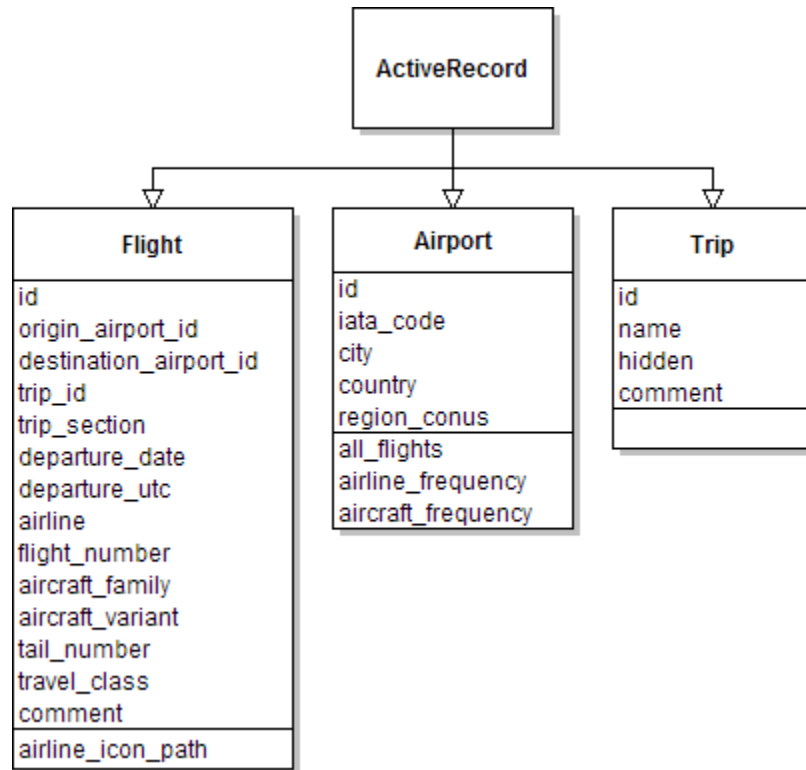 ActiveRecord
Flight
id
origin_airport_id
destination_airport_id
trip_id
trip_section
departure_date
departure_utc
airline
flight_number
aircraft_family
aircraft_variant
tail_number
travel_class
comment
airline_icon_path
Airport
id
iata_code
city
country
region_conus
all_flights
airline_frequency
aircraft_frequency
Trip
id
name
hidden
comment